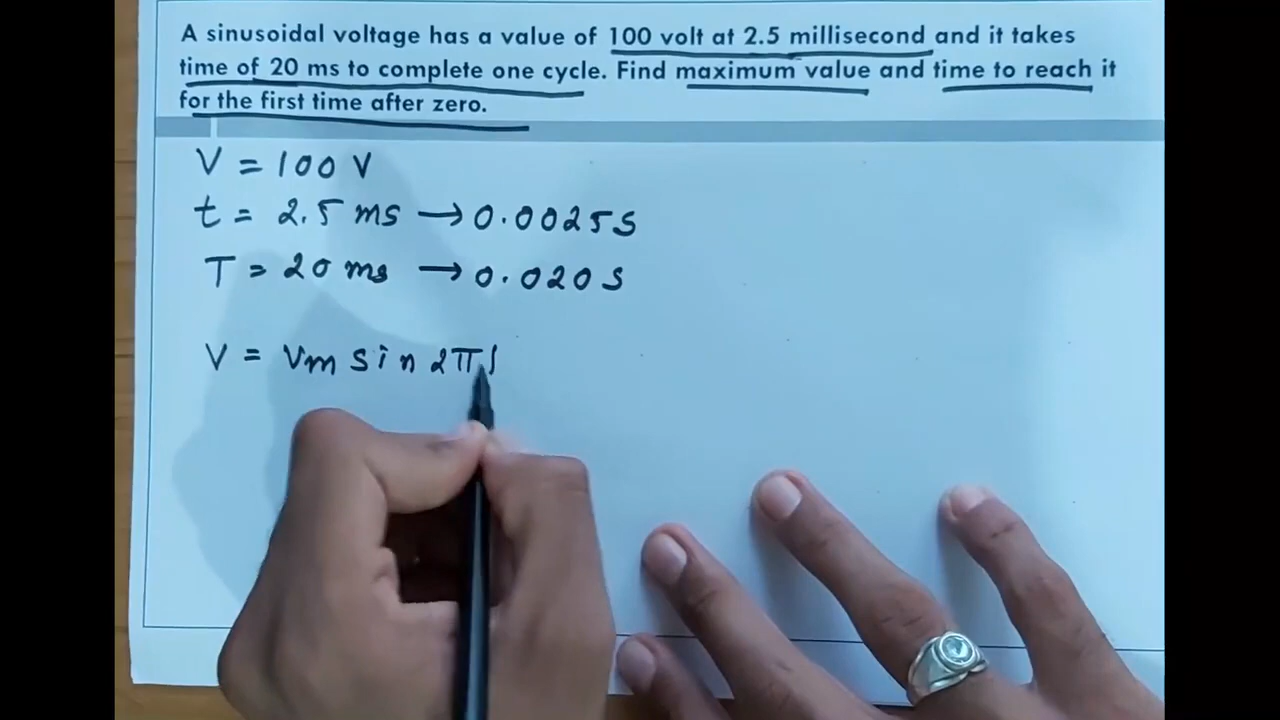 A sinusoidal voltage has a value of 100 volt at 2.5 millisecond and it takes
time of 20 ms to complete one cycle. Find maximum value and time to reach it
for the first time after zero.
V = 100 V
t = 2.5 ms → 0.0025 S
T = 20 ms → 0.020 S
V = Vm sin 2π